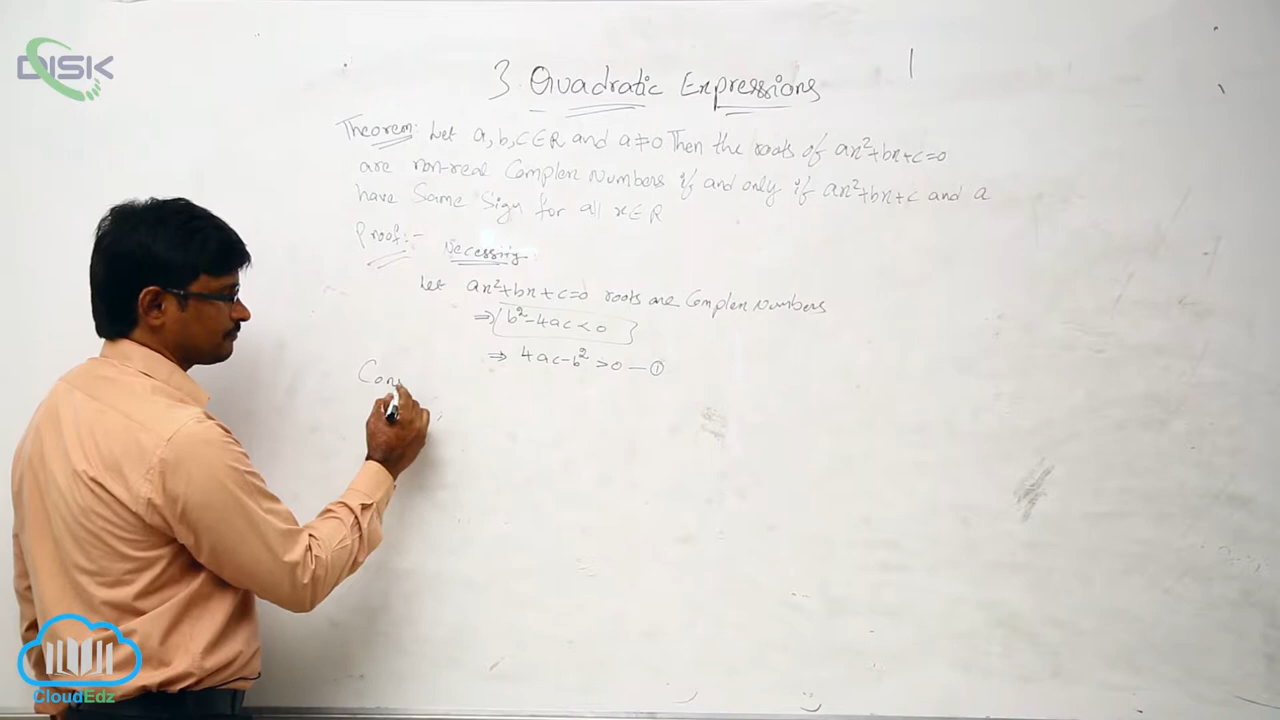 DISK
3. Quadratic Expressions
Theorem: Let a, b, c ∈ R and a ≠ 0 Then the roots of ax²+bx+c=0
are non-real Complex Numbers if and only if ax²+bx+c and a
have Same Sign for all x ∈ R
Proof:-
Necessity:
Let ax²+bx+c=0 roots are Complex Numbers
⇒ b²-4ac<0
⇒ 4ac-b²>0 — ①
Con
CloudEdz